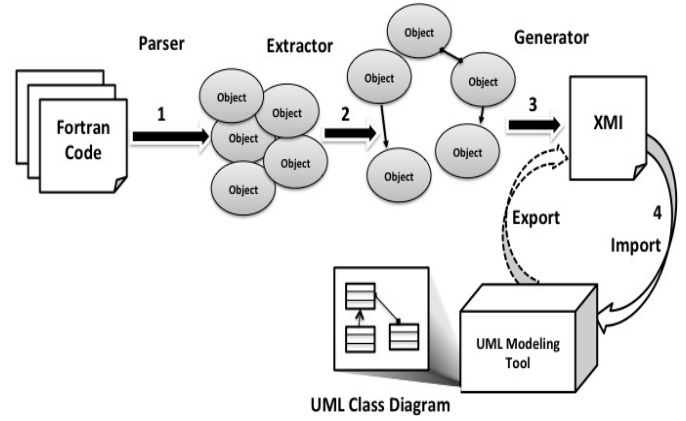 Parser
Extractor
Generator
Fortran
Code
1
Object
Object
Object
Object
Object
2
Object
Object
Object
Object
Object
3
XMI
4
Import
Export
UML Modeling
Tool
UML Class Diagram